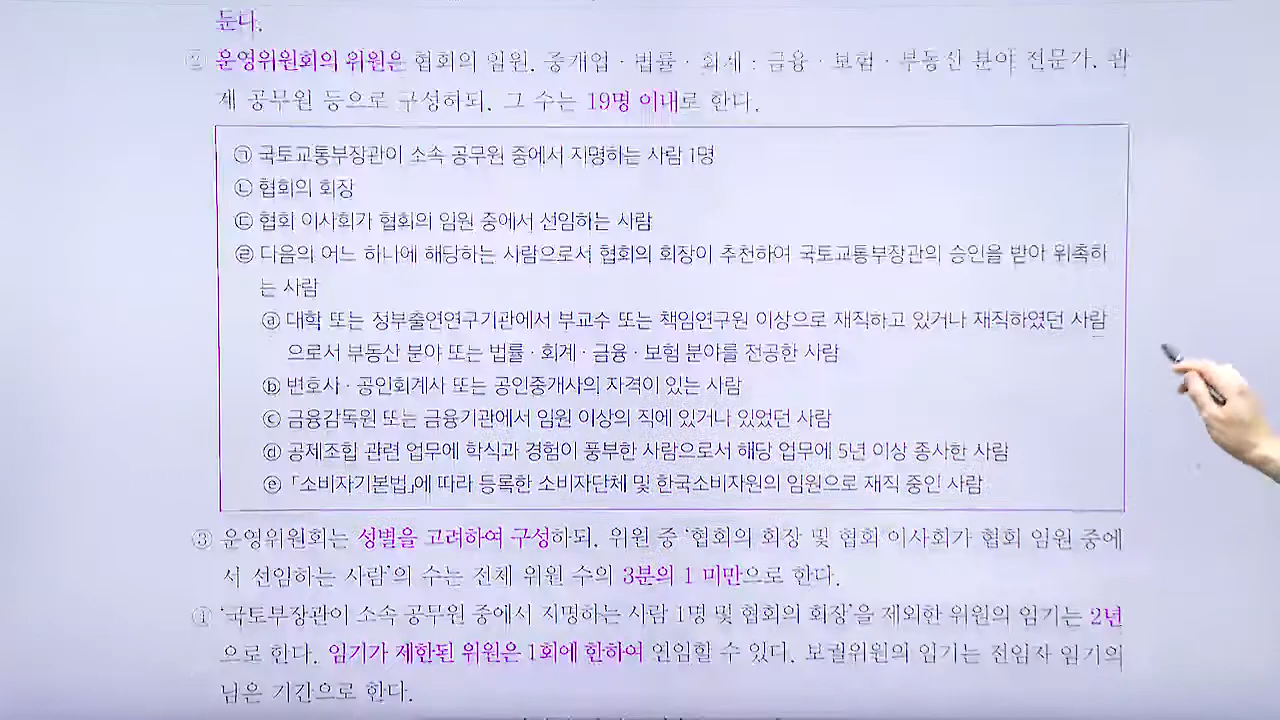 둔다.
② 운영위원회의 위원은 협회의 임원, 중개업·법률·회계·금융·보험·부동산 분야 전문가, 관
계 공무원 등으로 구성하되, 그 수는 19명 이내로 한다.
㉠ 국토교통부장관이 소속 공무원 중에서 지명하는 사람 1명
㉡ 협회의 회장
㉢ 협회 이사회가 협회의 임원 중에서 선임하는 사람
㉣ 다음의 어느 하나에 해당하는 사람으로서 협회의 회장이 추천하여 국토교통부장관의 승인을 받아 위촉하
는 사람
ⓐ 대학 또는 정부출연연구기관에서 부교수 또는 책임연구원 이상으로 재직하고 있거나 재직하였던 사람
으로서 부동산 분야 또는 법률·회계·금융·보험 분야를 전공한 사람
ⓑ 변호사·공인회계사 또는 공인중개사의 자격이 있는 사람
ⓒ 금융감독원 또는 금융기관에서 임원 이상의 직에 있거나 있었던 사람
ⓓ 공제조합 관련 업무에 학식과 경험이 풍부한 사람으로서 해당 업무에 5년 이상 종사한 사람
ⓔ 「소비자기본법」에 따라 등록한 소비자단체 및 한국소비자원의 임원으로 재직 중인 사람
③ 운영위원회는 성별을 고려하여 구성하되, 위원 중 '협회의 회장 및 협회 이사회가 협회 임원 중에
서 선임하는 사람'의 수는 전체 위원 수의 3분의 1 미만으로 한다.
④ '국토부장관이 소속 공무원 중에서 지명하는 사람 1명 및 협회의 회장'을 제외한 위원의 임기는 2년
으로 한다. 임기가 제한된 위원은 1회에 한하여 연임할 수 있다. 보궐위원의 임기는 전임자 임기의
남은 기간으로 한다.